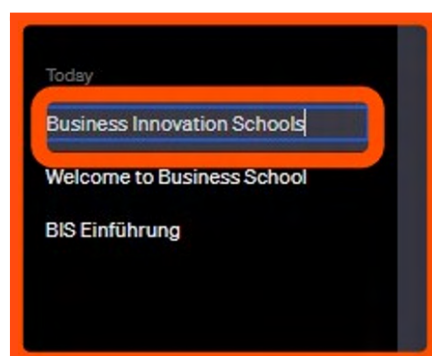 Today
Business Innovation Schools
Welcome to Business School
BIS Einführung